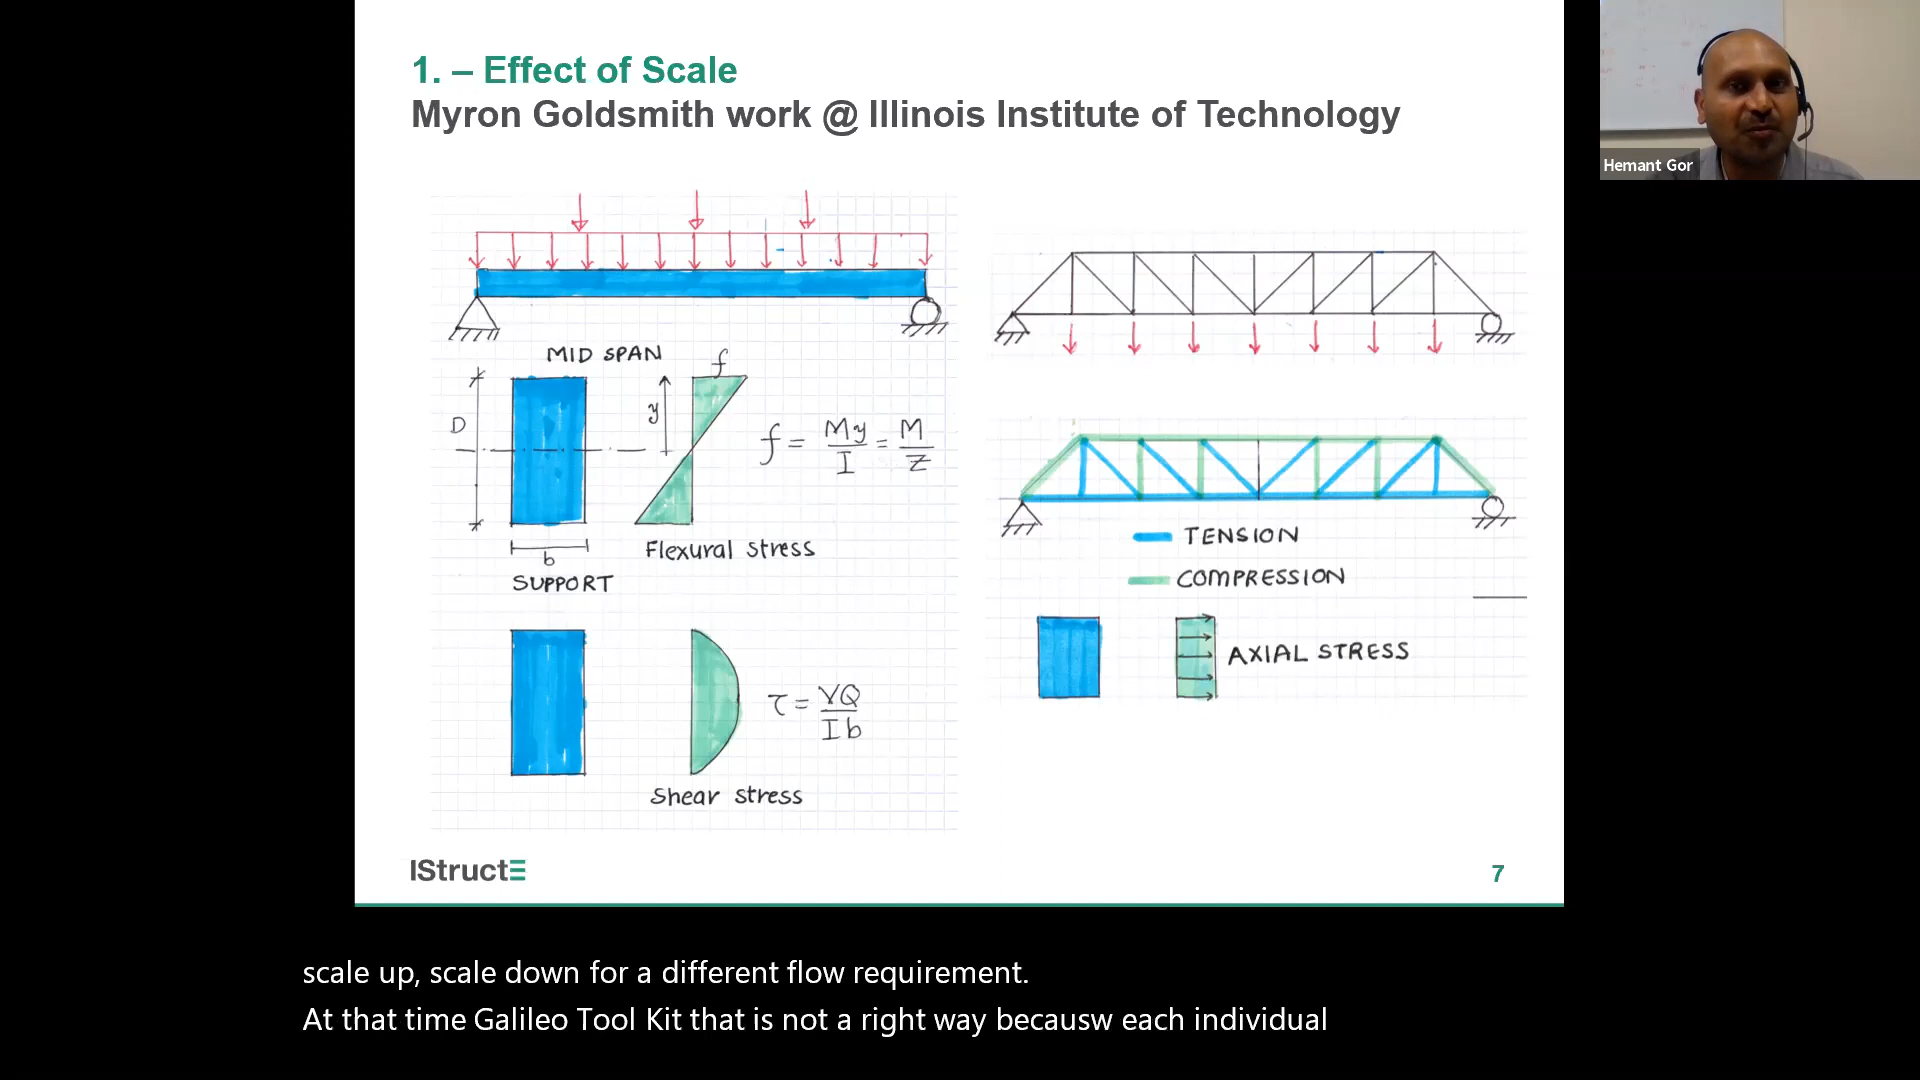 1. – Effect of Scale
Myron Goldsmith work @ Illinois Institute of Technology
Hemant Gor
MID SPAN
f
y
D
f = My/I = M/Z
b
Flexural stress
SUPPORT
τ = VQ/Ib
Shear stress
TENSION
COMPRESSION
AXIAL STRESS
IStructE
7
scale up, scale down for a different flow requirement.
At that time Galileo Tool Kit that is not a right way becausw each individual